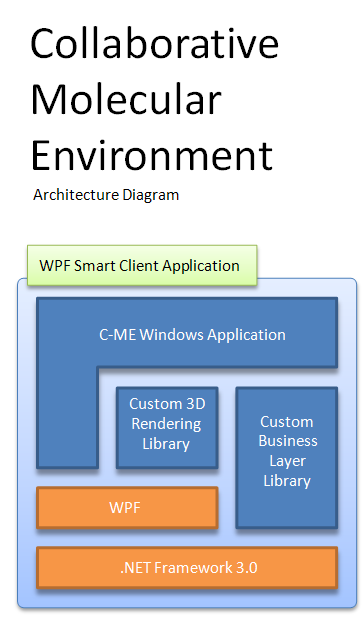 Collaborative
Molecular
Environment
Architecture Diagram
WPF Smart Client Application
C-ME Windows Application
Custom 3D
Rendering
Library
Custom
Business
Layer
Library
WPF
.NET Framework 3.0